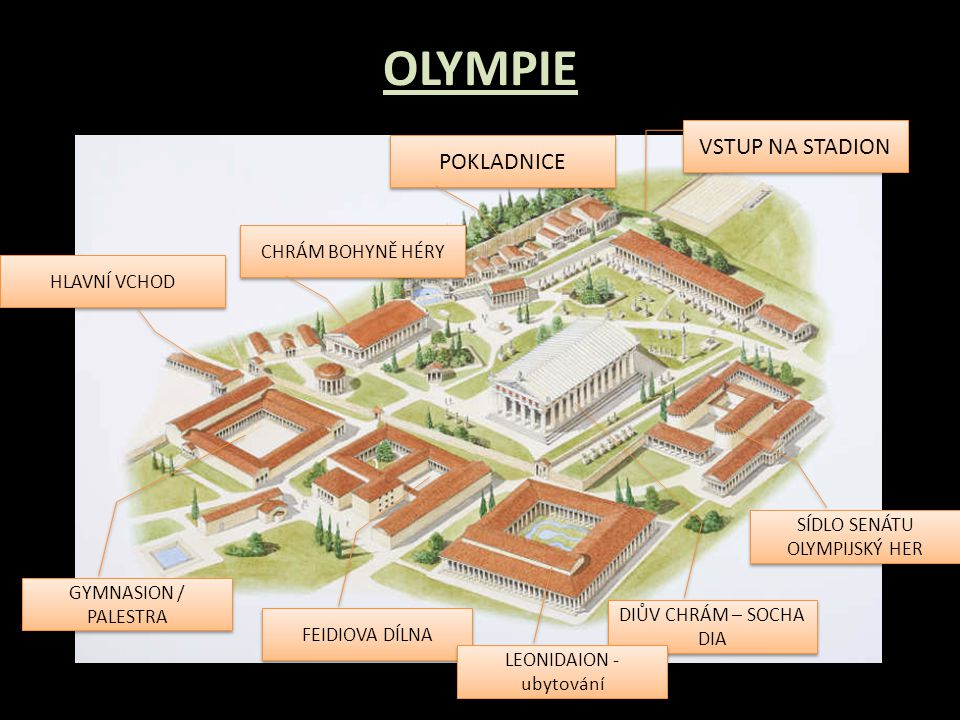 OLYMPIE
VSTUP NA STADION
POKLADNICE
CHRÁM BOHYNĚ HÉRY
HLAVNÍ VCHOD
SÍDLO SENÁTU
OLYMPIJSKÝ HER
GYMNASION /
PALESTRA
FEIDIOVA DÍLNA
DIŮV CHRÁM – SOCHA
DIA
LEONIDAION -
ubytování